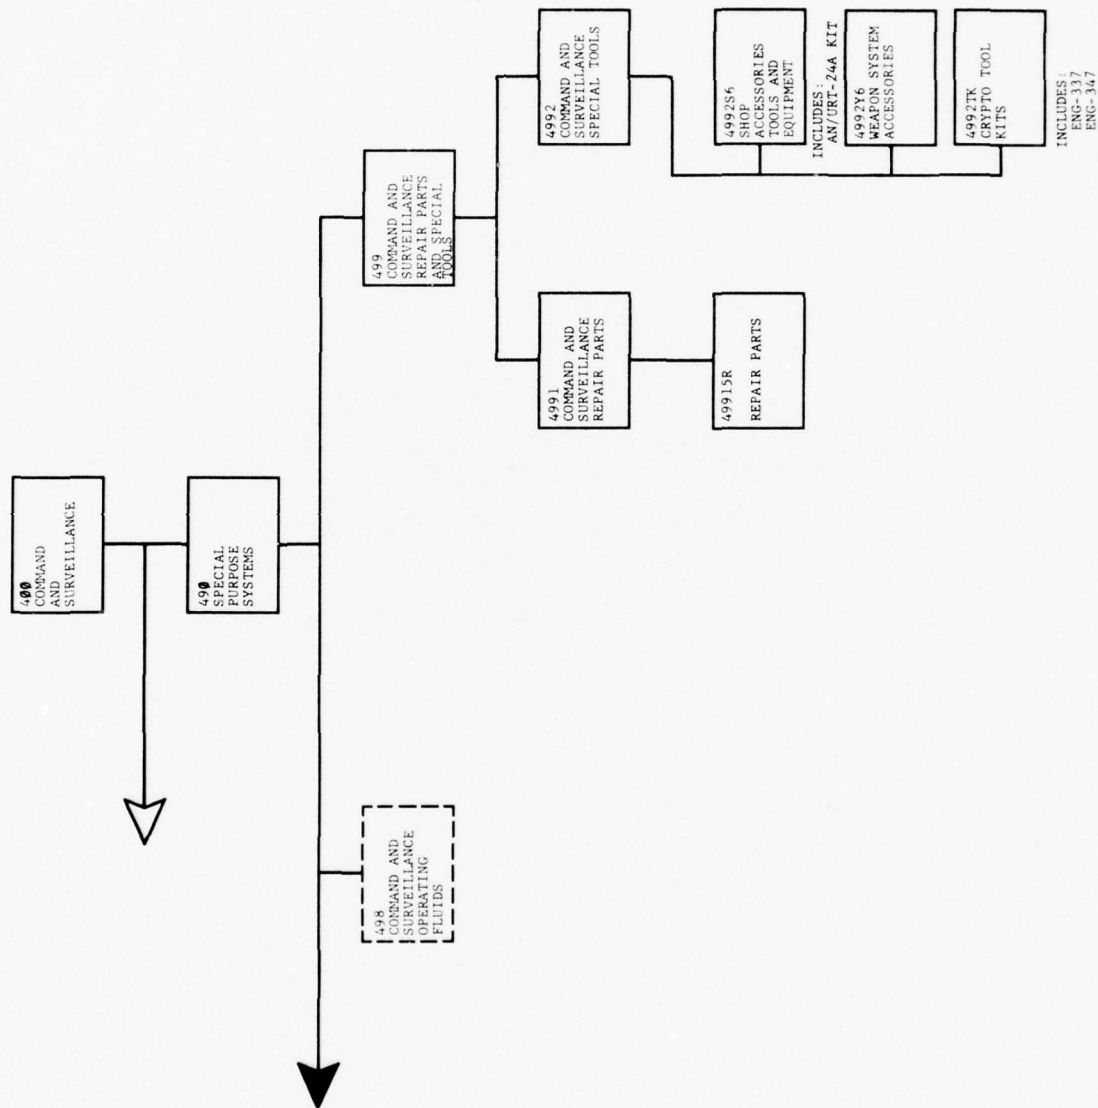 400
COMMAND
AND
SURVEILLANCE
490
SPECIAL
PURPOSE
SYSTEMS
498
COMMAND AND
SURVEILLANCE
OPERATING
FLUIDS
499
COMMAND AND
SURVEILLANCE
REPAIR PARTS
AND SPECIAL
TOOLS
4991
COMMAND AND
SURVEILLANCE
REPAIR PARTS
49915R
REPAIR PARTS
4992
COMMAND AND
SURVEILLANCE
SPECIAL TOOLS
4992S6
SHOP
ACCESSORIES
TOOLS AND
EQUIPMENT
INCLUDES:
AN/URT-24A KIT
4992Y6
WEAPON SYSTEM
ACCESSORIES
4992TK
CRYPTO TOOL
KITS
INCLUDES:
ENG-337
ENG-347